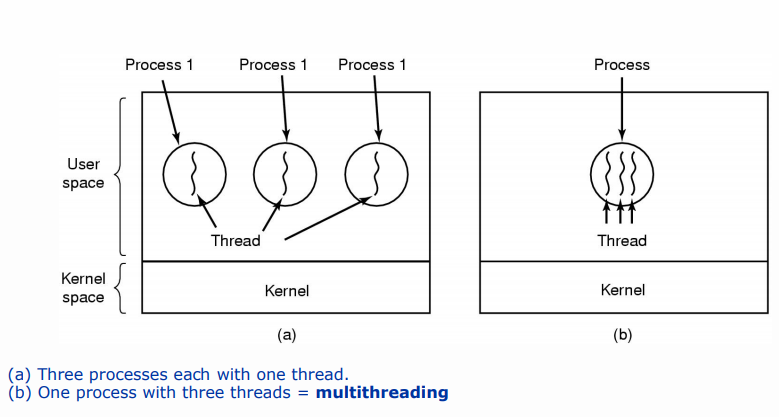 Process 1 Process 1 Process 1
Process
User
space
Thread
Thread
Kernel
space
Kernel
Kernel
(a)
(b)
(a) Three processes each with one thread.
(b) One process with three threads = multithreading